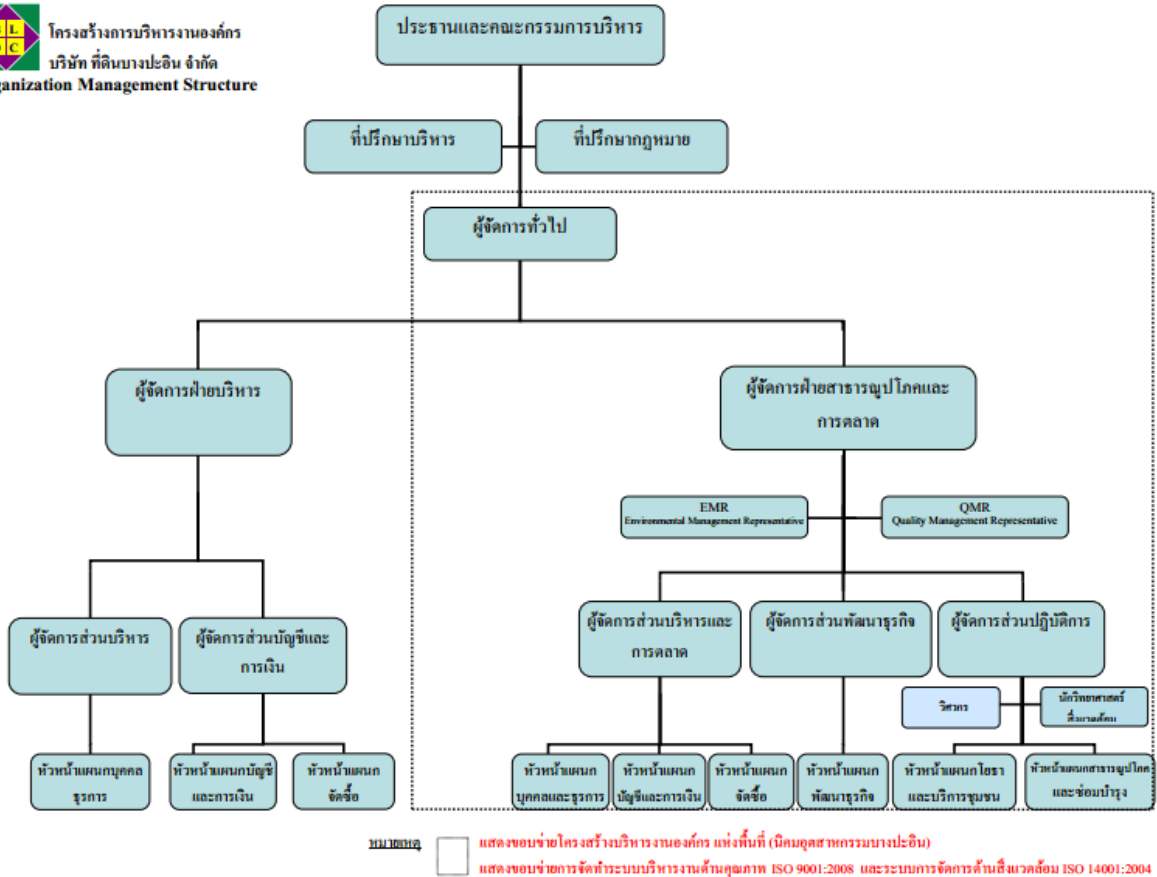 L
C
โครงสร้างการบริหารงานองค์กร
บริษัท ที่ดินบางปะอิน จำกัด
ganization Management Structure
ประธานและคณะกรรมการบริหาร
ที่ปรึกษาบริหาร
ที่ปรึกษากฎหมาย
ผู้จัดการทั่วไป
ผู้จัดการฝ่ายบริหาร
ผู้จัดการฝ่ายสาธารณูปโภคและ
การตลาด
EMR
Environmental Management Representative
QMR
Quality Management Representative
ผู้จัดการส่วนบริหาร
ผู้จัดการส่วนบัญชีและ
การเงิน
ผู้จัดการส่วนบริหารและ
การตลาด
ผู้จัดการส่วนพัฒนาธุรกิจ
ผู้จัดการส่วนปฏิบัติการ
วิศวกร
นักวิทยาศาสตร์
สิ่งแวดล้อม
หัวหน้าแผนกบุคคล
ธุรการ
หัวหน้าแผนกบัญชี
และการเงิน
หัวหน้าแผนก
จัดซื้อ
หัวหน้าแผนก
บุคคลและธุรการ
หัวหน้าแผนก
บัญชีและการเงิน
หัวหน้าแผนก
จัดซื้อ
หัวหน้าแผนก
พัฒนาธุรกิจ
หัวหน้าแผนกโยธา
และบริการชุมชน
หัวหน้าแผนกสาธารณูปโภค
และซ่อมบำรุง
หมายเหตุ
แสดงขอบข่ายโครงสร้างบริหารงานองค์กร แห่งพื้นที่ (นิคมอุตสาหกรรมบางปะอิน)
แสดงขอบข่ายการจัดทำระบบบริหารงานด้านคุณภาพ ISO 9001:2008 และระบบการจัดการด้านสิ่งแวดล้อม ISO 14001:2004